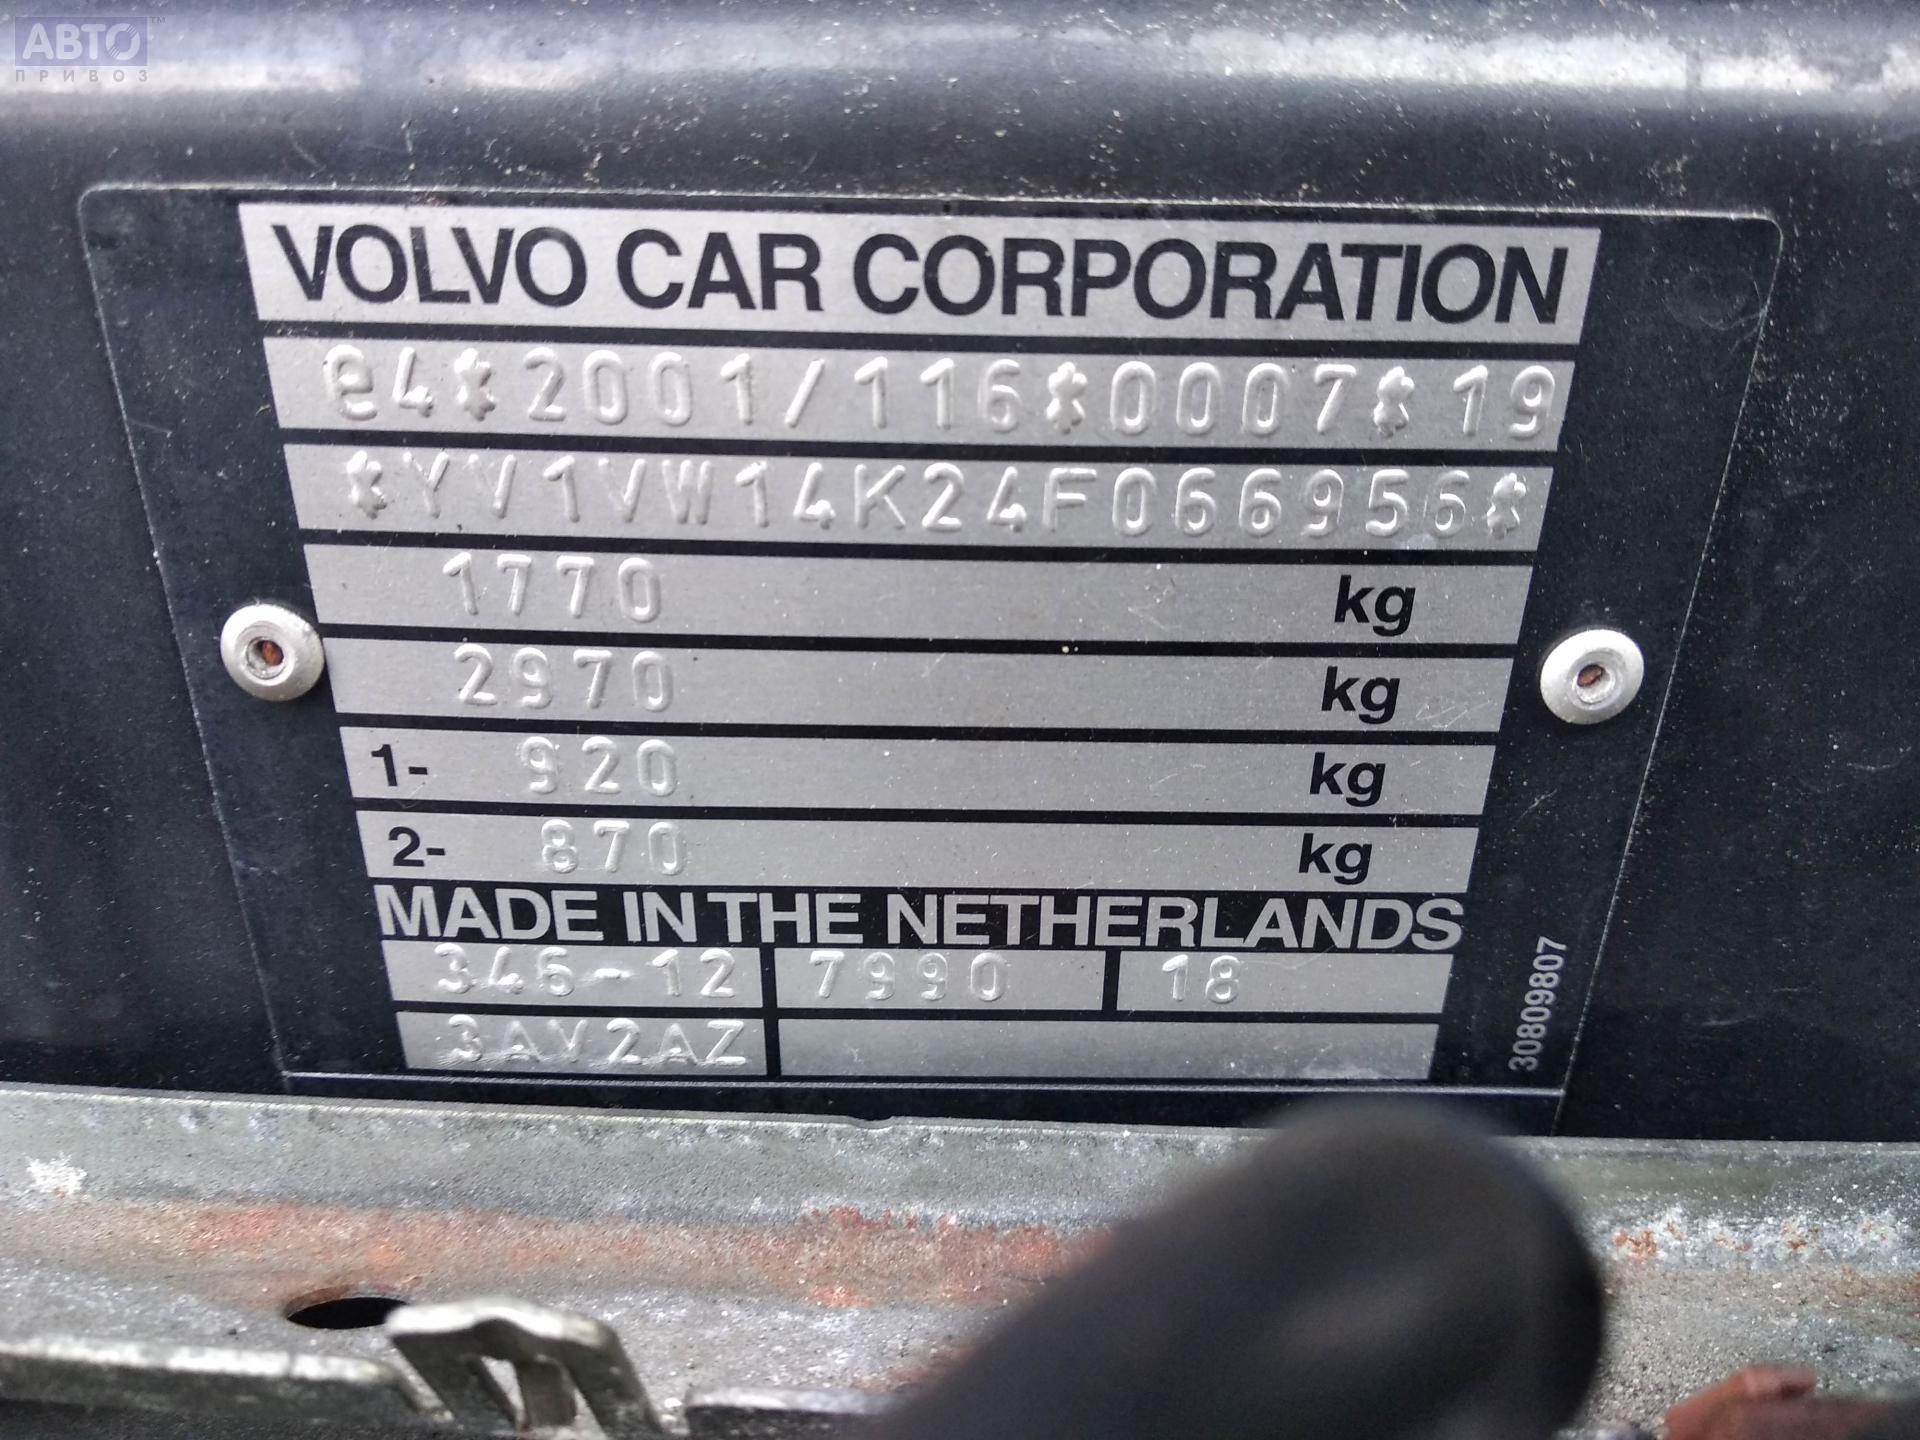 АВТО™
ПРИВОЗ
VOLVO CAR CORPORATION
e4*2001/116*0007*19
*YV1VW14K24F066956*
1770 kg
2970 kg
1- 920 kg
2- 870 kg
MADE IN THE NETHERLANDS
346-12 7990 18
3AV2AZ
30809807